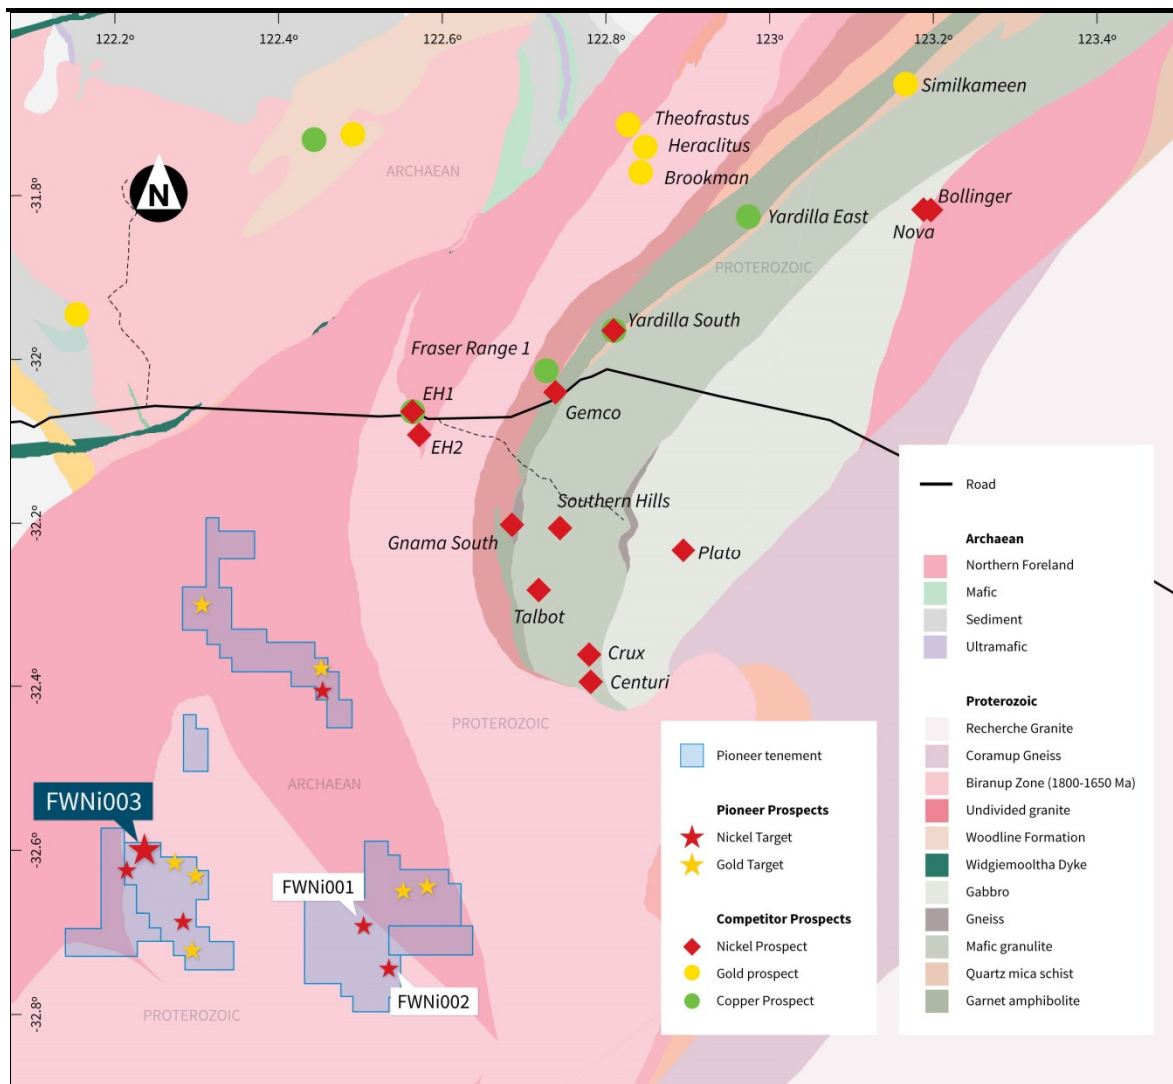 122.2°
122.4°
122.6°
122.8°
123°
123.2°
123.4°
Similkameen
Theofrastus
Heraclitus
Brookman
ARCHAEAN
N
-31.8°
Bollinger
Nova
Yardilla East
PROTEROZOIC
Yardilla South
Fraser Range 1
-32°
EH1
Gemco
EH2
Southern Hills
-32.2°
Gnama South
Plato
Talbot
Crux
Centuri
-32.4°
PROTEROZOIC
ARCHAEAN
FWNi003
-32.6°
FWNi001
FWNi002
-32.8°
PROTEROZOIC
Pioneer tenement
Pioneer Prospects
Nickel Target
Gold Target
Competitor Prospects
Nickel Prospect
Gold prospect
Copper Prospect
Road
Archaean
Northern Foreland
Mafic
Sediment
Ultramafic
Proterozoic
Recherche Granite
Coramup Gneiss
Biranup Zone (1800-1650 Ma)
Undivided granite
Woodline Formation
Widgiemooltha Dyke
Gabbro
Gneiss
Mafic granulite
Quartz mica schist
Garnet amphibolite